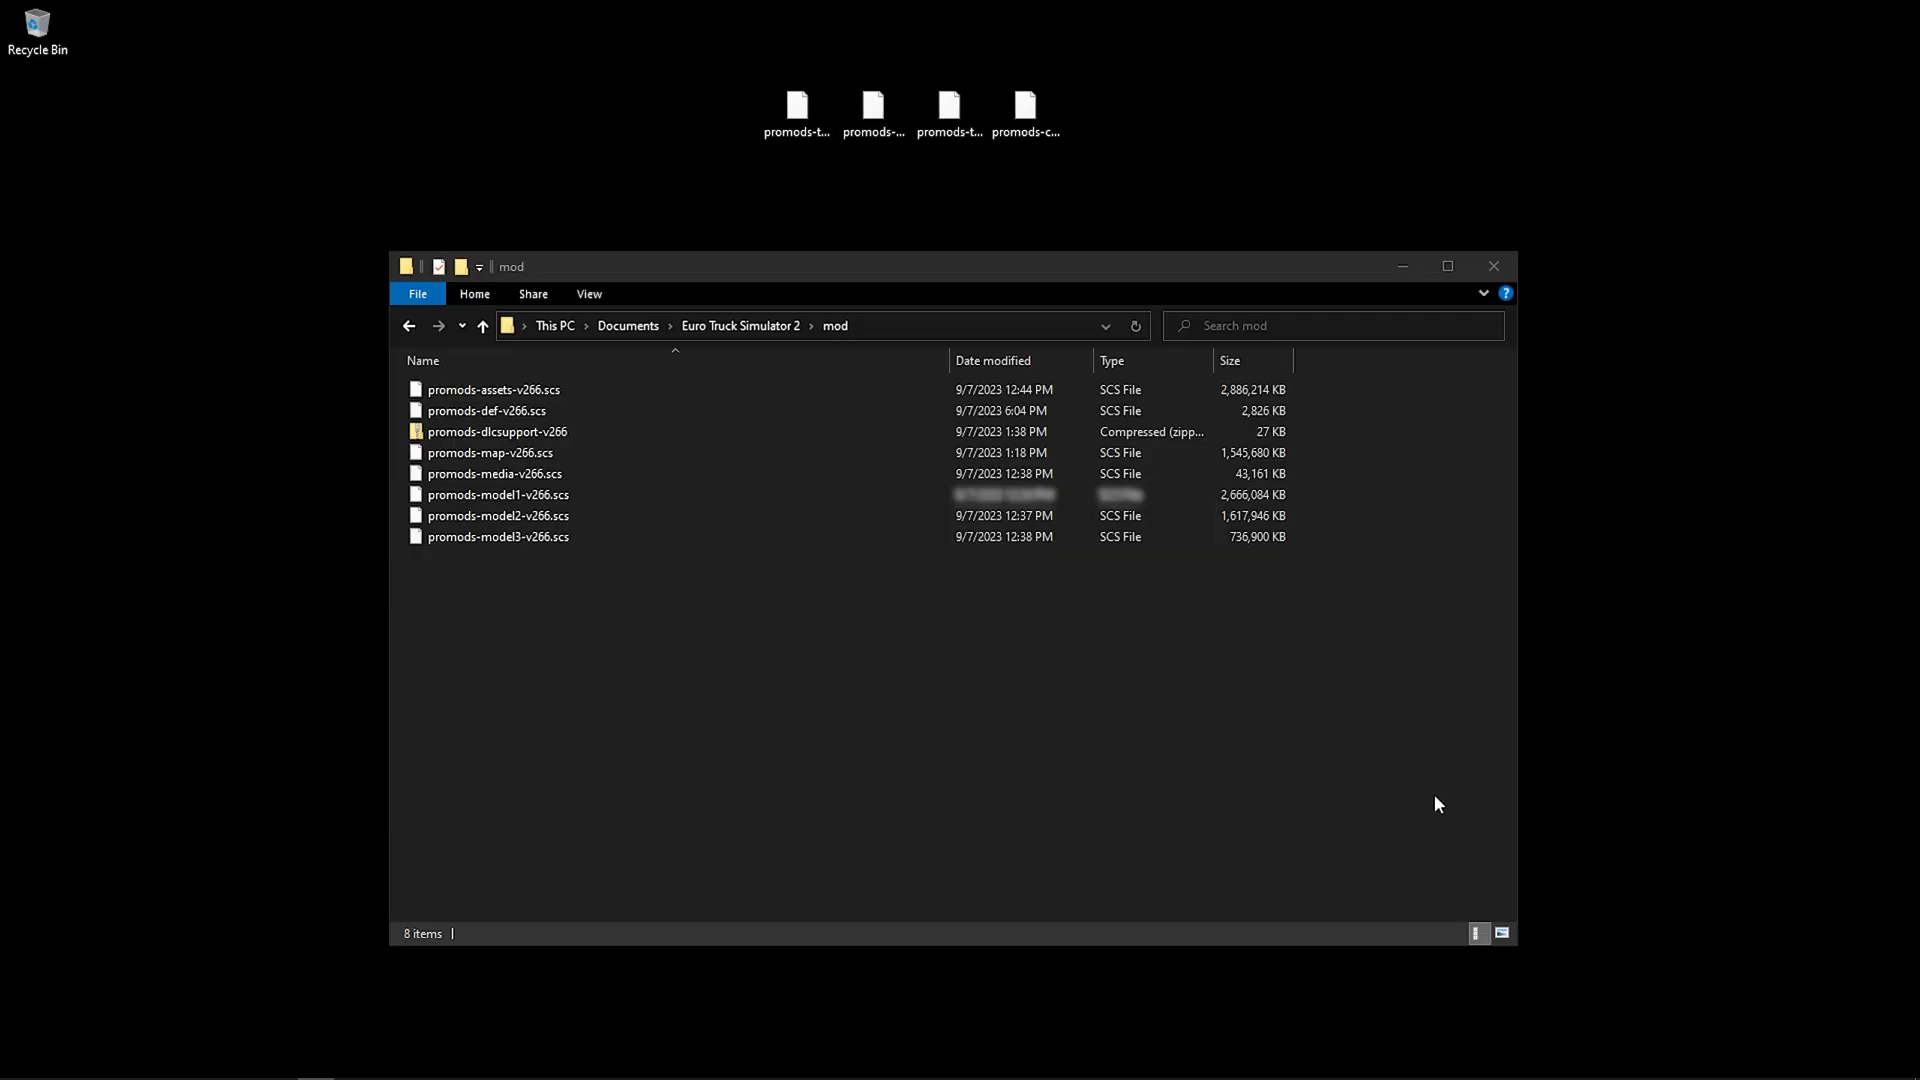 Recycle Bin
promods-t...
promods-...
promods-t...
promods-c...
mod
File Home Share View
This PC Documents Euro Truck Simulator 2 mod
Search mod
Name Date modified Type Size
promods-assets-v266.scs 9/7/2023 12:44 PM SCS File 2,886,214 KB
promods-def-v266.scs 9/7/2023 6:04 PM SCS File 2,826 KB
promods-dlcsupport-v266 9/7/2023 1:38 PM Compressed (zipp... 27 KB
promods-map-v266.scs 9/7/2023 1:18 PM SCS File 1,545,680 KB
promods-media-v266.scs 9/7/2023 12:38 PM SCS File 43,161 KB
promods-model1-v266.scs 2,666,084 KB
promods-model2-v266.scs 9/7/2023 12:37 PM SCS File 1,617,946 KB
promods-model3-v266.scs 9/7/2023 12:38 PM SCS File 736,900 KB
8 items